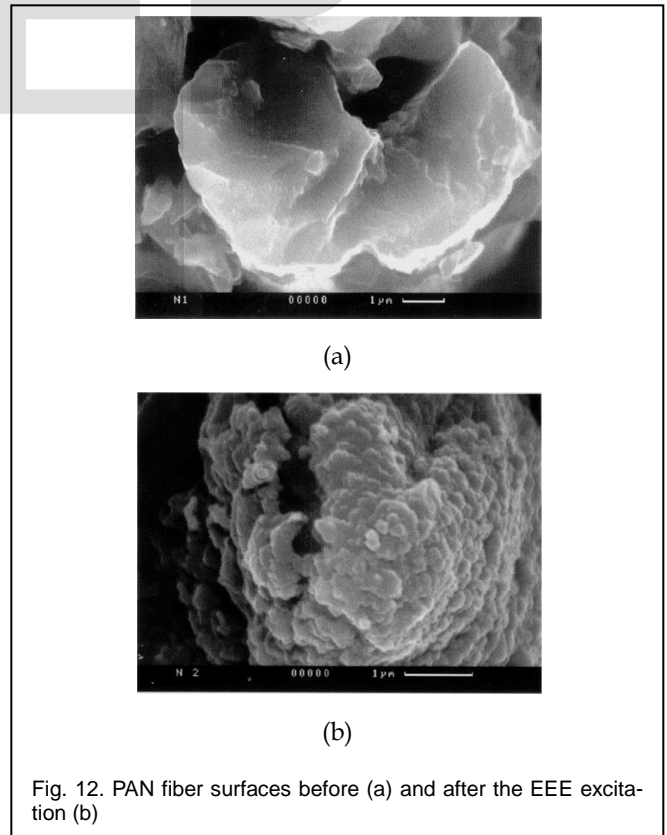 N1 00000 1μm
(a)
N 2 00000 1μm
(b)
Fig. 12. PAN fiber surfaces before (a) and after the EEE excita-
tion (b)